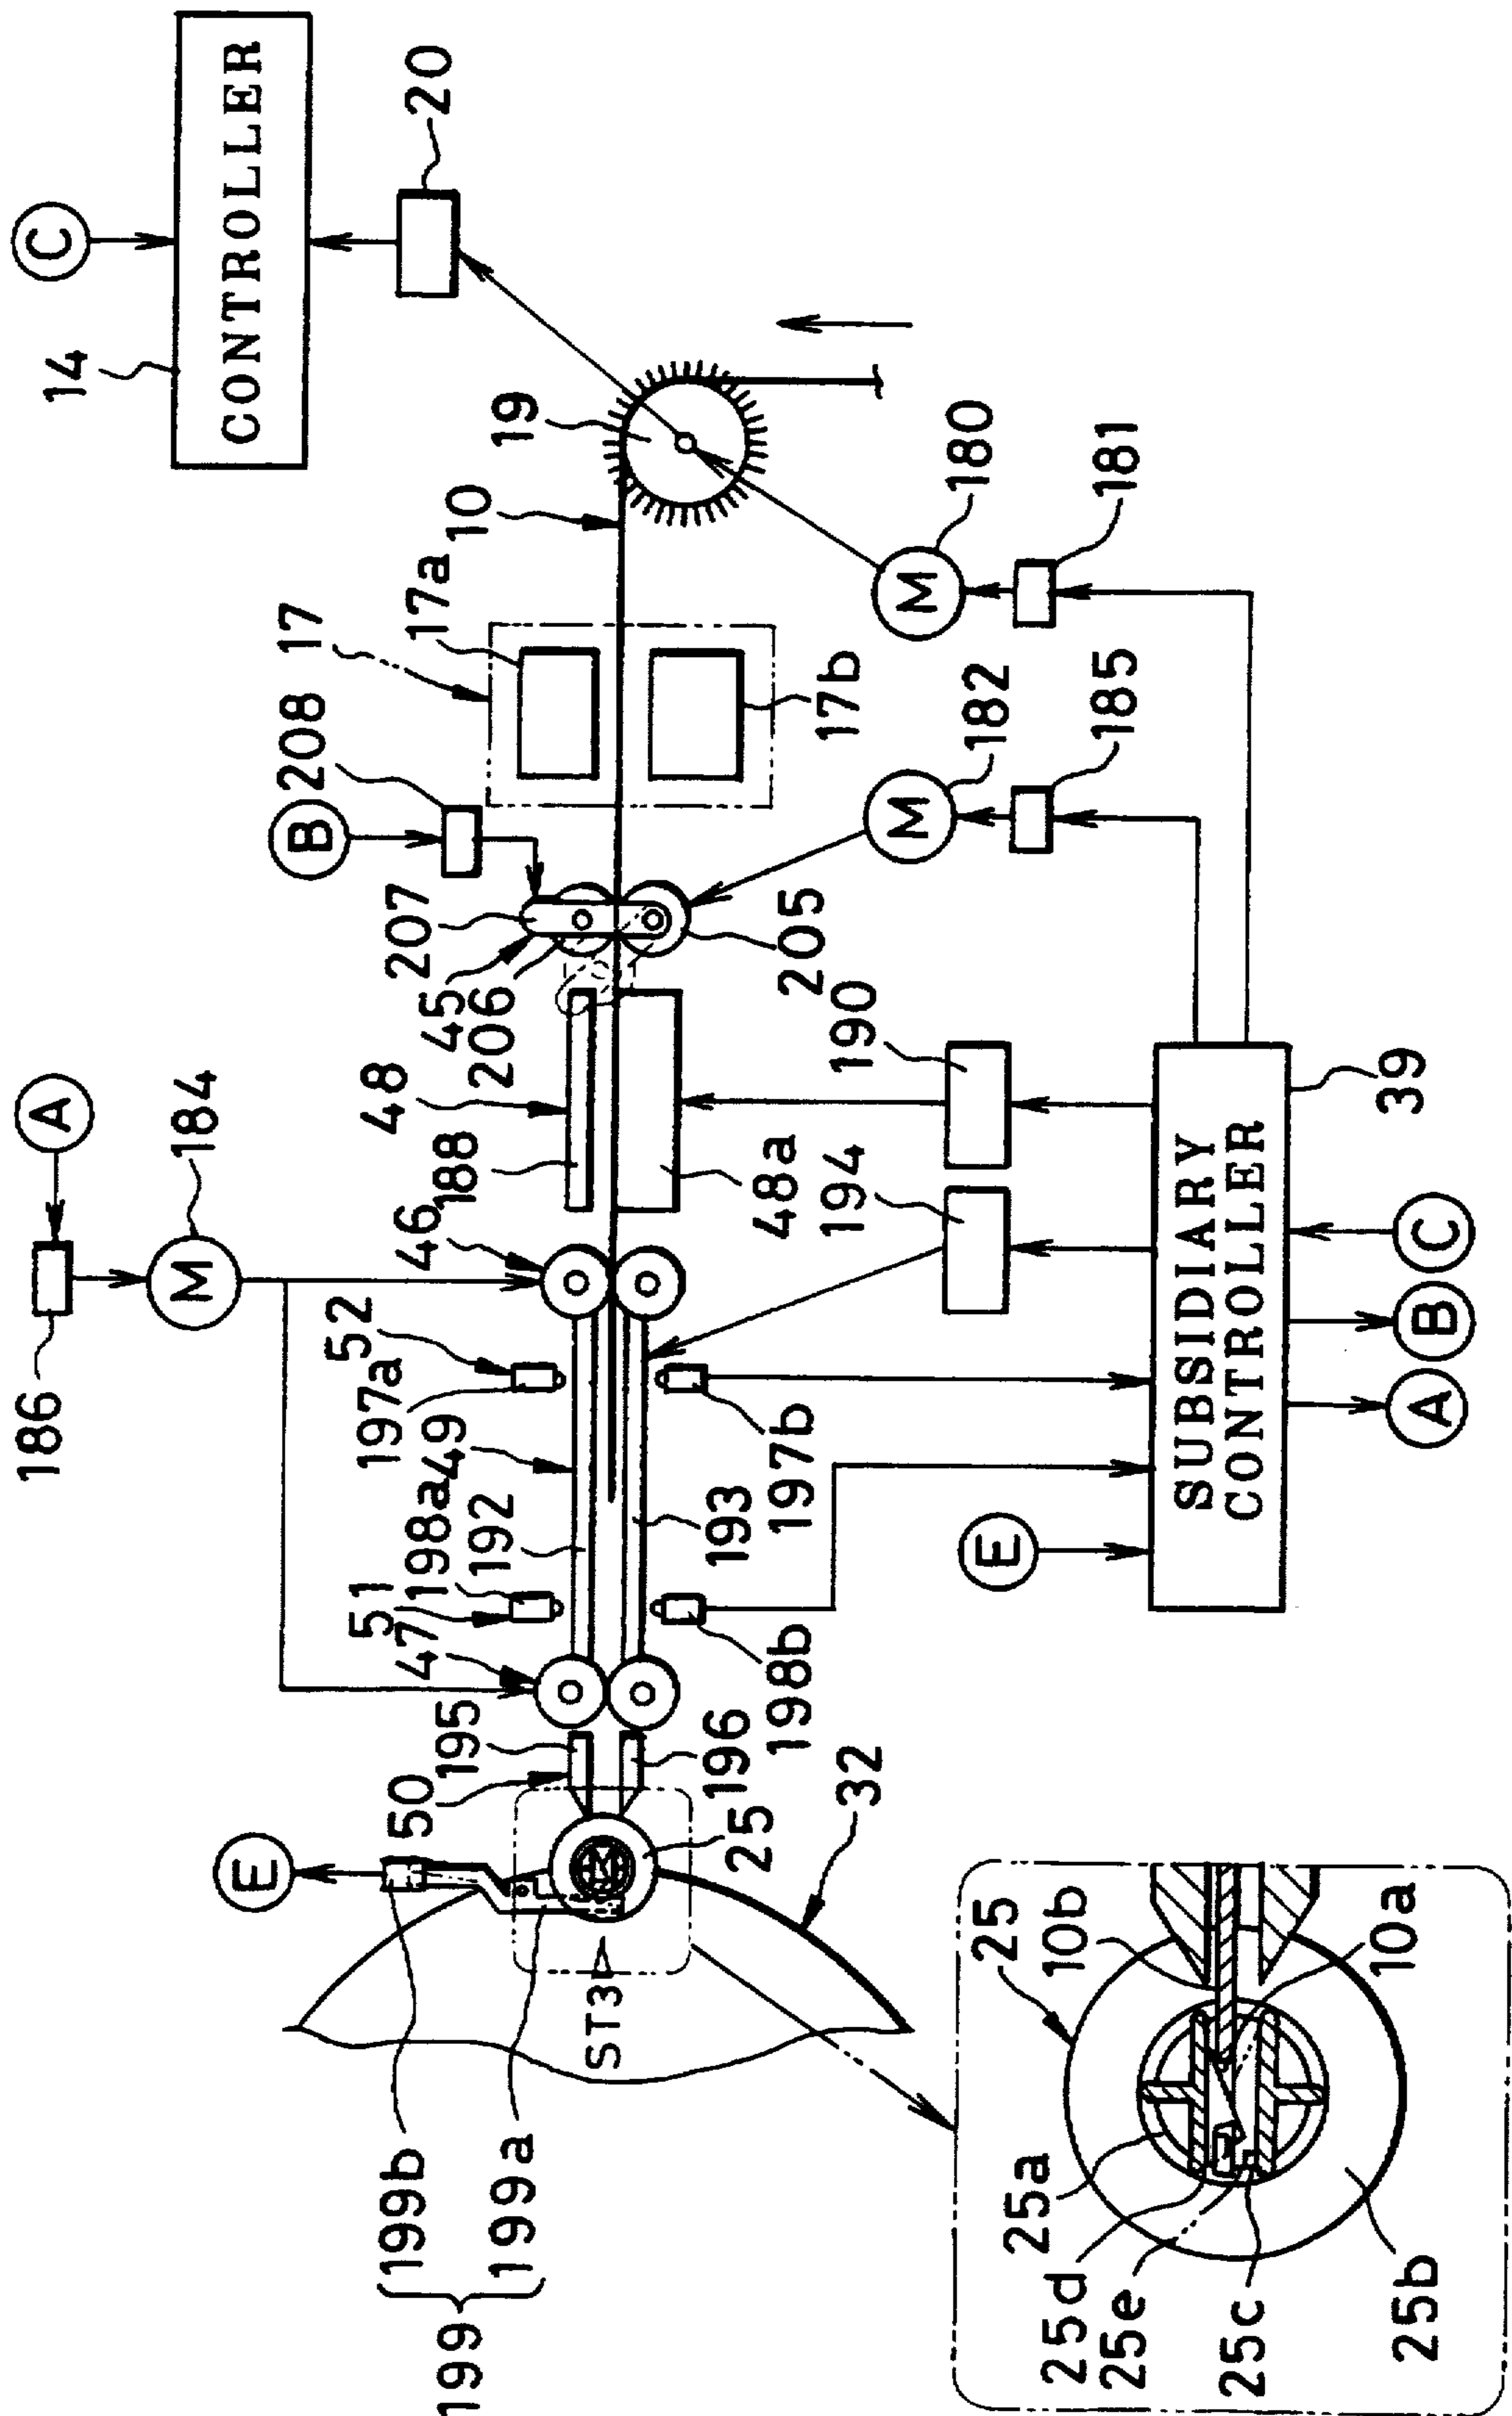 C
CONTROLLER
14
20
19
10
17
17a
17b
B
208
207
45
206
205
M
180
181
M
182
185
A
184
186
M
48
188
48a
46
190
194
52
197a
49
197b
192
193
51
198a
198b
47
195
50
196
25
32
E
ST3
199b
199a
199
E
SUBSIDIARY
CONTROLLER
39
A
B
C
25
10b
10a
25a
25d
25e
25c
25b